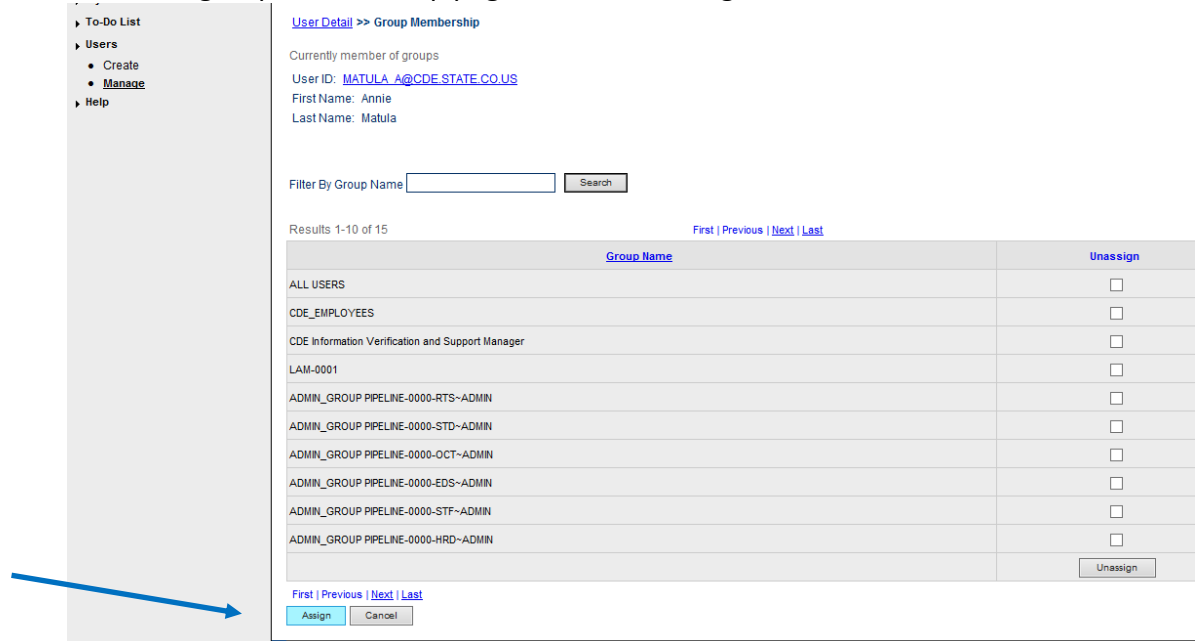 To-Do List
Users
Create
Manage
Help
User Detail >> Group Membership
Currently member of groups
User ID: MATULA_A@CDE.STATE.CO.US
First Name: Annie
Last Name: Matula
Filter By Group Name Search
Results 1-10 of 15 First | Previous | Next | Last
Group Name Unassign
ALL USERS
CDE_EMPLOYEES
CDE Information Verification and Support Manager
LAM-0001
ADMIN_GROUP PIPELINE-0000-RTS~ADMIN
ADMIN_GROUP PIPELINE-0000-STD~ADMIN
ADMIN_GROUP PIPELINE-0000-OCT~ADMIN
ADMIN_GROUP PIPELINE-0000-EDS~ADMIN
ADMIN_GROUP PIPELINE-0000-STF~ADMIN
ADMIN_GROUP PIPELINE-0000-HRD~ADMIN
Unassign
First | Previous | Next | Last
Assign Cancel